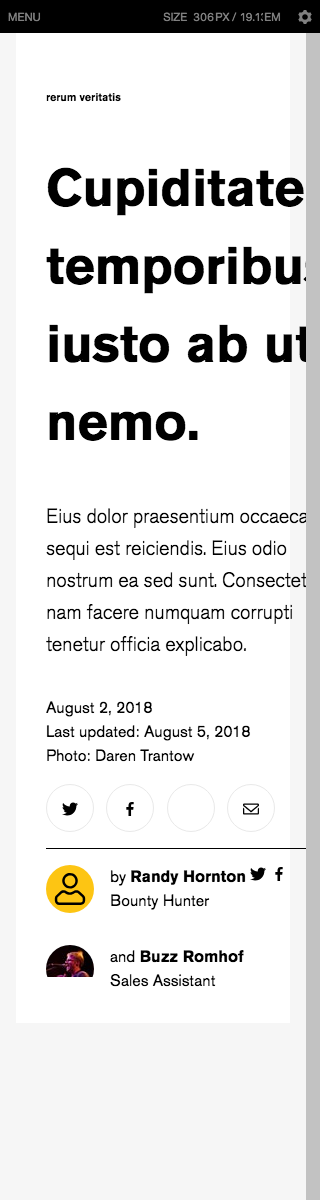 MENU
SIZE 306PX / EM
rerum veritatis
Cupiditate
temporibus
iusto ab ut
nemo.
Eius dolor praesentium occaeca
sequi est reiciendis. Eius odio
nostrum ea sed sunt. Consectet
nam facere numquam corrupti
tenetur officia explicabo.
August 2, 2018
Last updated: August 5, 2018
Photo: Daren Trantow
by Randy Hornton
Bounty Hunter
and Buzz Romhof
Sales Assistant